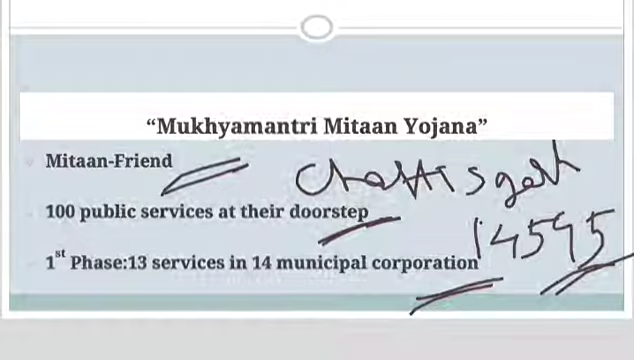 “Mukhyamantri Mitaan Yojana”
Mitaan-Friend
Chattisgarh
100 public services at their doorstep
14545
1st Phase:13 services in 14 municipal corporation